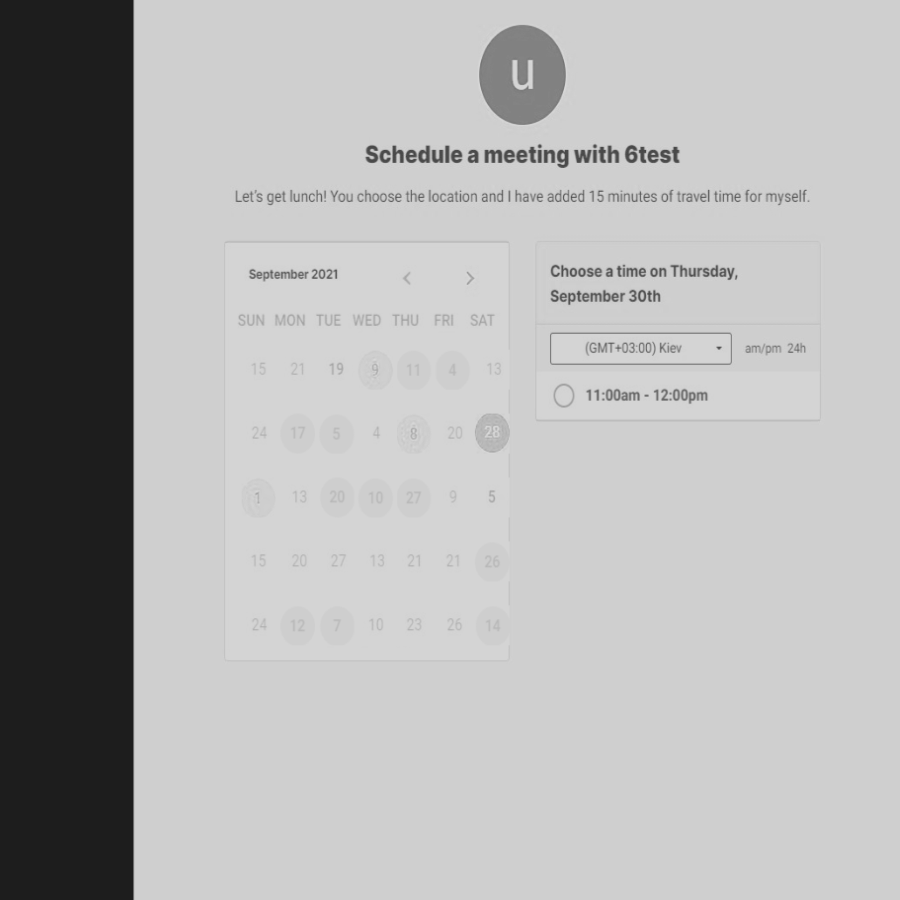 u
Schedule a meeting with 6test
Let's get lunch! You choose the location and I have added 15 minutes of travel time for myself.
September 2021
SUN MON TUE WED THU FRI SAT
15 21 19 9 11 4 13
24 17 5 4 8 20 28
1 13 20 10 27 9 5
15 20 27 13 21 21 26
24 12 7 10 23 26 14
Choose a time on Thursday,
September 30th
(GMT+03:00) Kiev
am/pm 24h
11:00am - 12:00pm